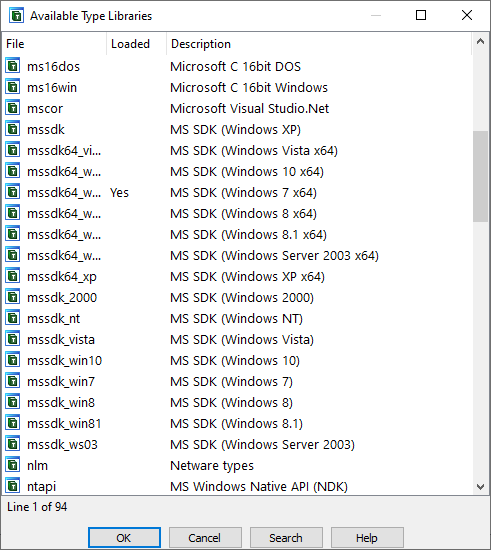 Available Type Libraries
File Loaded Description
ms16dos Microsoft C 16bit DOS
ms16win Microsoft C 16bit Windows
mscor Microsoft Visual Studio.Net
mssdk MS SDK (Windows XP)
mssdk64_vi... MS SDK (Windows Vista x64)
mssdk64_w... MS SDK (Windows 10 x64)
mssdk64_w... Yes MS SDK (Windows 7 x64)
mssdk64_w... MS SDK (Windows 8 x64)
mssdk64_w... MS SDK (Windows 8.1 x64)
mssdk64_w... MS SDK (Windows Server 2003 x64)
mssdk64_xp MS SDK (Windows XP x64)
mssdk_2000 MS SDK (Windows 2000)
mssdk_nt MS SDK (Windows NT)
mssdk_vista MS SDK (Windows Vista)
mssdk_win10 MS SDK (Windows 10)
mssdk_win7 MS SDK (Windows 7)
mssdk_win8 MS SDK (Windows 8)
mssdk_win81 MS SDK (Windows 8.1)
mssdk_ws03 MS SDK (Windows Server 2003)
nlm Netware types
ntapi MS Windows Native API (NDK)
Line 1 of 94
OK Cancel Search Help